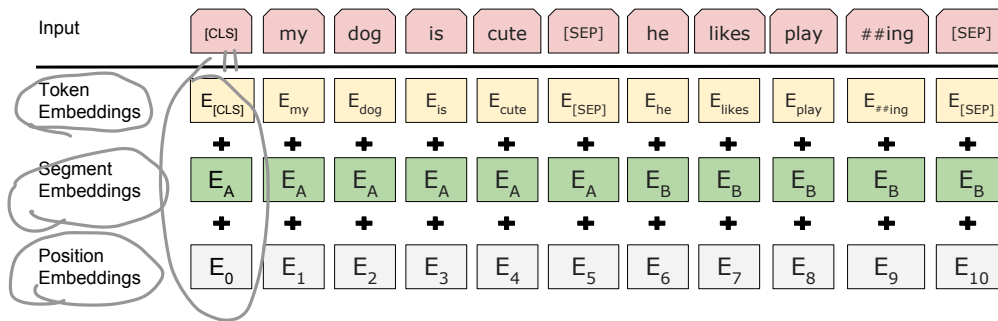 Input [CLS] my dog is cute [SEP] he likes play ##ing [SEP]
Token
Embeddings E[CLS] Emy Edog Eis Ecute E[SEP] Ehe Elikes Eplay E##ing E[SEP]
+ + + + + + + + + + +
Segment
Embeddings EA EA EA EA EA EA EB EB EB EB EB
+ + + + + + + + + + +
Position
Embeddings E0 E1 E2 E3 E4 E5 E6 E7 E8 E9 E10